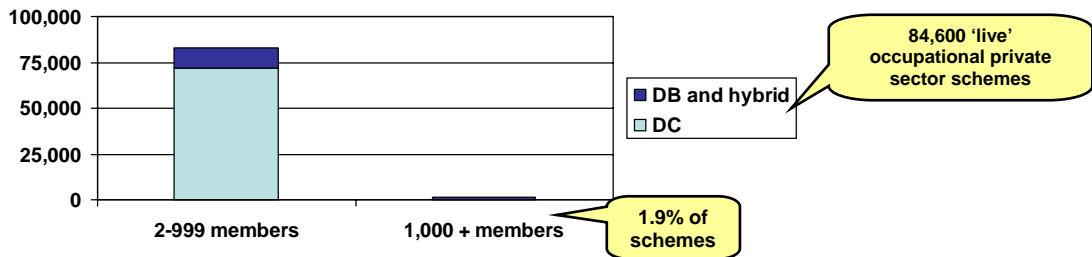 100,000
75,000
50,000
25,000
0
2-999 members
1,000 + members
DB and hybrid
DC
84,600 ‘live’
occupational private
sector schemes
1.9% of
schemes